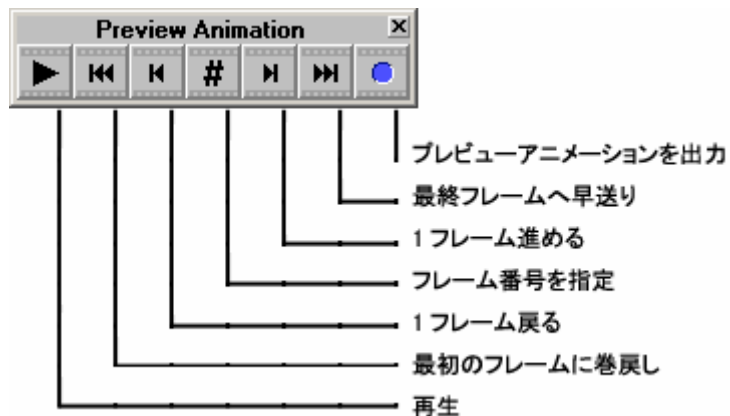 Preview Animation
#
プレビューアニメーションを出力
最終フレームへ早送り
1フレーム進める
フレーム番号を指定
1フレーム戻る
最初のフレームに巻戻し
再生